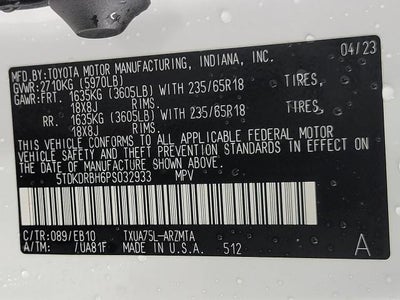 MFD.BY:TOYOTA MOTOR MANUFACTURING, INDIANA, INC. 04/23
GVWR:2710KG (5970LB)
GAWR:FRT. 1635KG (3605LB) WITH 235/65R18 TIRES,
18X8J RIMS.
RR. 1635KG (3605LB) WITH 235/65R18 TIRES,
18X8J RIMS.
THIS VEHICLE CONFORMS TO ALL APPLICABLE FEDERAL MOTOR
VEHICLE SAFETY AND THEFT PREVENTION STANDARDS IN EFFECT
ON THE DATE OF MANUFACTURE SHOWN ABOVE.
5TDKDRBH6PS032933 MPV
C/TR:089/EB10 TXUA75L-ARZMTA
A/TM: /UA81F MADE IN U.S.A. 512 A